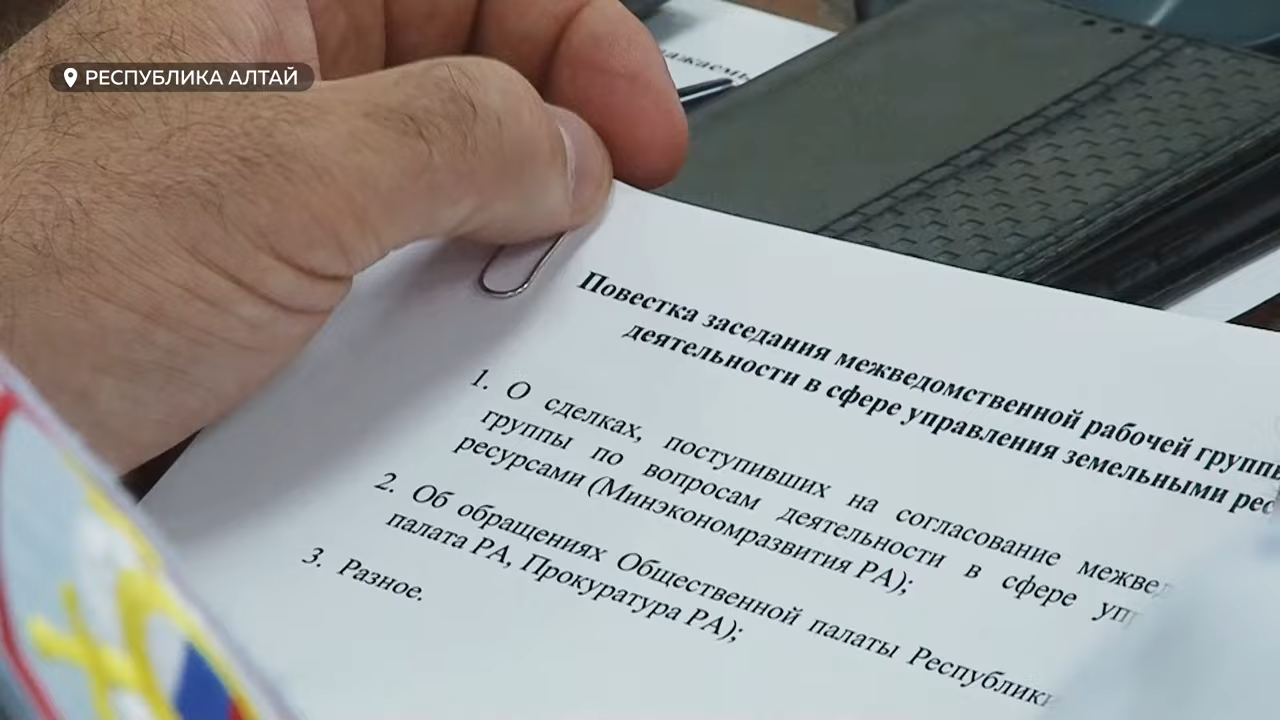 РЕСПУБЛИКА АЛТАЙ
Повестка заседания межведомственной рабочей группы
деятельности в сфере управления земельными
1. О сделках, поступивших на согласование
группы по вопросам деятельности в сфере
ресурсами (Минэкономразвития РА);
2. Об обращениях Общественной палаты Республики
палата РА, Прокуратура РА);
3. Разное.